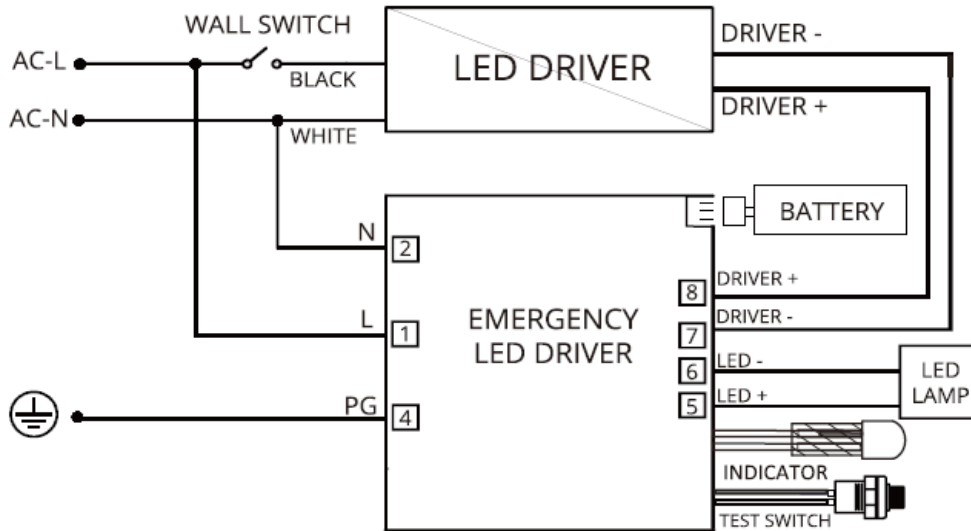 WALL SWITCH
AC-L
BLACK
LED DRIVER
DRIVER -
DRIVER +
AC-N
WHITE
BATTERY
N
2
L
1
PG
4
EMERGENCY
LED DRIVER
8
DRIVER +
7
DRIVER -
6
LED -
5
LED +
LED
LAMP
INDICATOR
TEST SWITCH